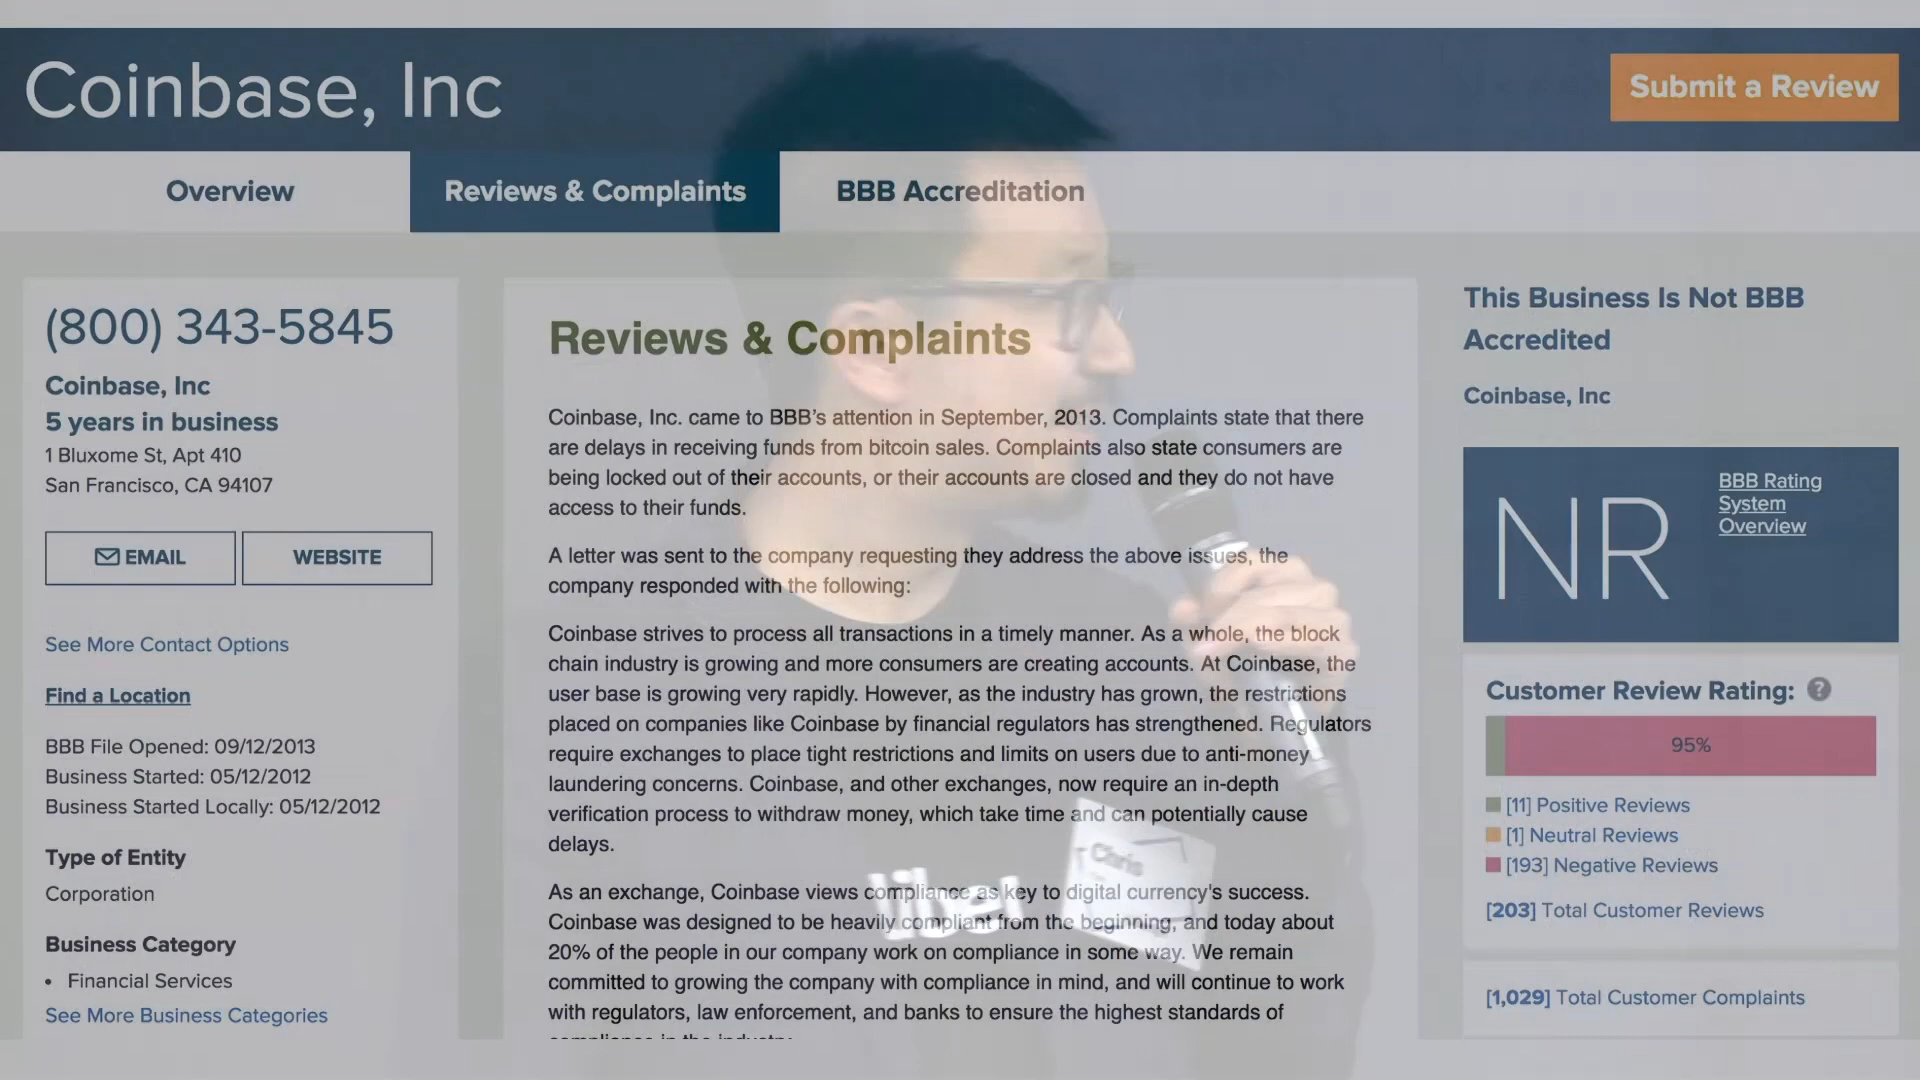 Coinbase, Inc
Submit a Review
Overview
Reviews & Complaints
BBB Accreditation
(800) 343-5845
Coinbase, Inc
5 years in business
1 Bluxome St, Apt 410
San Francisco, CA 94107
EMAIL
WEBSITE
See More Contact Options
Find a Location
BBB File Opened: 09/12/2013
Business Started: 05/12/2012
Business Started Locally: 05/12/2012
Type of Entity
Corporation
Business Category
• Financial Services
See More Business Categories
Reviews & Complaints
Coinbase, Inc. came to BBB's attention in September, 2013. Complaints state that there
are delays in receiving funds from bitcoin sales. Complaints also state consumers are
being locked out of their accounts, or their accounts are closed and they do not have
access to their funds.
A letter was sent to the company requesting they address the above issues, the
company responded with the following:
Coinbase strives to process all transactions in a timely manner. As a whole, the block
chain industry is growing and more consumers are creating accounts. At Coinbase, the
user base is growing very rapidly. However, as the industry has grown, the restrictions
placed on companies like Coinbase by financial regulators has strengthened. Regulators
require exchanges to place tight restrictions and limits on users due to anti-money
laundering concerns. Coinbase, and other exchanges, now require an in-depth
verification process to withdraw money, which take time and can potentially cause
delays.
As an exchange, Coinbase views compliance as key to digital currency's success.
Coinbase was designed to be heavily compliant from the beginning, and today about
20% of the people in our company work on compliance in some way. We remain
committed to growing the company with compliance in mind, and will continue to work
with regulators, law enforcement, and banks to ensure the highest standards of
compliance in the industry.
This Business Is Not BBB
Accredited
Coinbase, Inc
NR
BBB Rating
System
Overview
Customer Review Rating: ?
95%
[11] Positive Reviews
[1] Neutral Reviews
[193] Negative Reviews
[203] Total Customer Reviews
[1,029] Total Customer Complaints
Chris